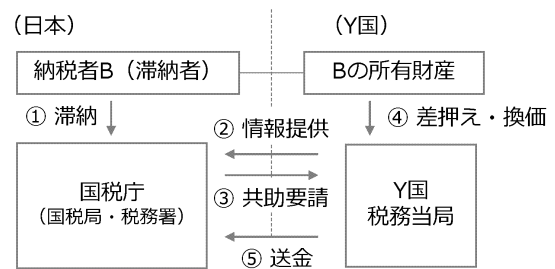 (日本)
(Y国)
納税者B（滞納者）
Bの所有財産
① 滞納
② 情報提供
④ 差押え・換価
国税庁
（国税局・税務署）
③ 共助要請
Y国
税務当局
⑤ 送金